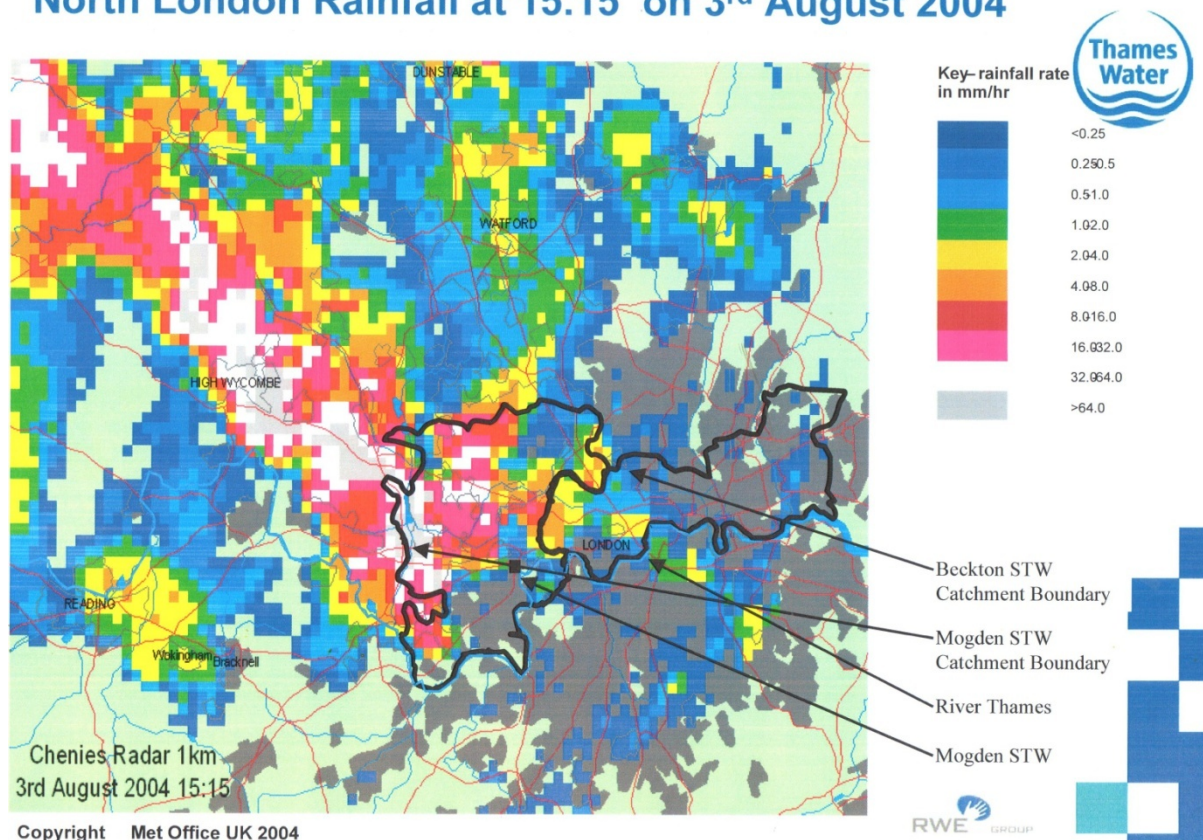 North London Rainfall at 15:15 on 3rd August 2004
Thames
Water
Key–rainfall rate
in mm/hr
<0.25
0.250.5
0.51.0
1.02.0
2.04.0
4.08.0
8.016.0
16.032.0
32.064.0
>64.0
DUNSTABLE
WATFORD
HIGH WYCOMBE
LONDON
READING
Wokingham
Bracknell
Beckton STW
Catchment Boundary
Mogden STW
Catchment Boundary
River Thames
Mogden STW
Chenies Radar 1km
3rd August 2004 15:15
RWE GROUP
Copyright Met Office UK 2004